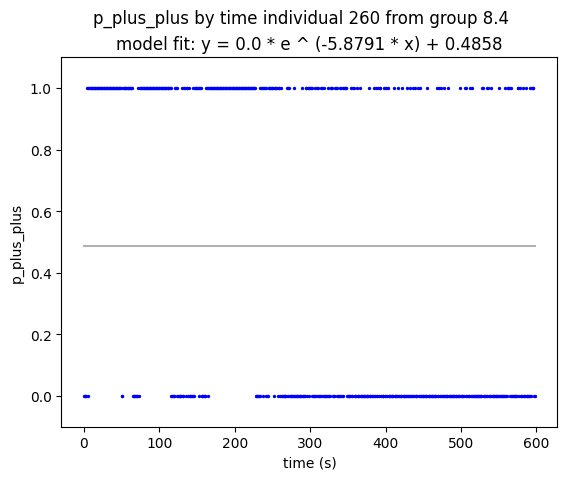 p_plus_plus by time individual 260 from group 8.4
model fit: y = 0.0 * e ^ (-5.8791 * x) + 0.4858
1.0
0.8
0.6
0.4
0.2
0.0
p_plus_plus
0 100 200 300 400 500 600
time (s)